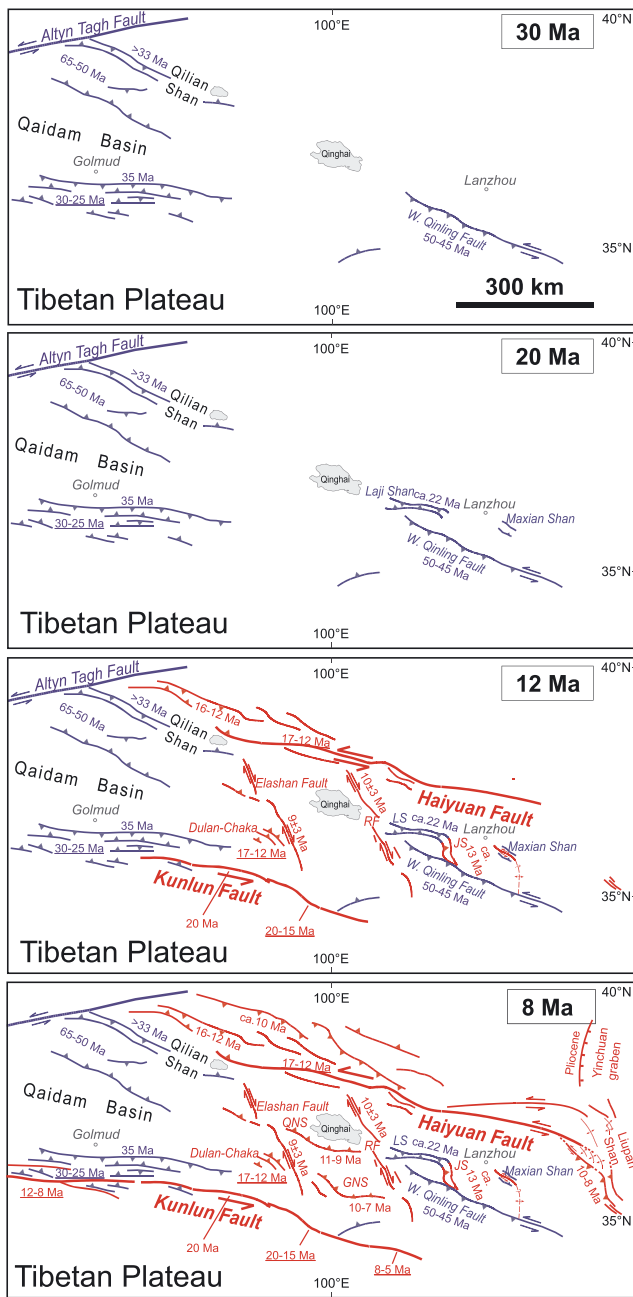 Altyn Tagh Fault
100°E
40°N
30 Ma
>33 Ma
Qilian
Shan
65-50 Ma
Qaidam Basin
Golmud
Qinghai
35 Ma
Lanzhou
30-25 Ma
W. Qinling Fault
50-45 Ma
35°N
300 km
Tibetan Plateau
100°E
Altyn Tagh Fault
100°E
40°N
20 Ma
>33 Ma
Qilian
Shan
65-50 Ma
Qaidam Basin
Golmud
Qinghai
Laji Shan
ca.22 Ma
Lanzhou
35 Ma
Maxian Shan
30-25 Ma
W. Qinling Fault
50-45 Ma
35°N
Tibetan Plateau
100°E
Altyn Tagh Fault
100°E
40°N
12 Ma
>33 Ma
16-12 Ma
Qilian
Shan
65-50 Ma
17-12 Ma
Qaidam Basin
Elashan Fault
10±3 Ma
Haiyuan Fault
Golmud
Qinghai
RF
LS
ca.22 Ma
Lanzhou
35 Ma
Dulan-Chaka
9±3 Ma
JS
ca.
13 Ma
Maxian Shan
30-25 Ma
17-12 Ma
W. Qinling Fault
50-45 Ma
Kunlun Fault
35°N
20 Ma
20-15 Ma
Tibetan Plateau
100°E
Altyn Tagh Fault
100°E
40°N
8 Ma
ca.10 Ma
>33 Ma
16-12 Ma
Qilian
Shan
65-50 Ma
17-12 Ma
Pliocene
Yinchuan
graben
Qaidam Basin
Elashan Fault
QNS
10±3 Ma
Haiyuan Fault
Golmud
Qinghai
RF
LS
ca.22 Ma
Lanzhou
Liupan
Shan
35 Ma
Dulan-Chaka
9±3 Ma
11-9 Ma
JS
ca.
13 Ma
Maxian Shan
10-8 Ma
30-25 Ma
17-12 Ma
GNS
W. Qinling Fault
50-45 Ma
12-8 Ma
Kunlun Fault
10-7 Ma
35°N
20 Ma
20-15 Ma
8-5 Ma
Tibetan Plateau
100°E